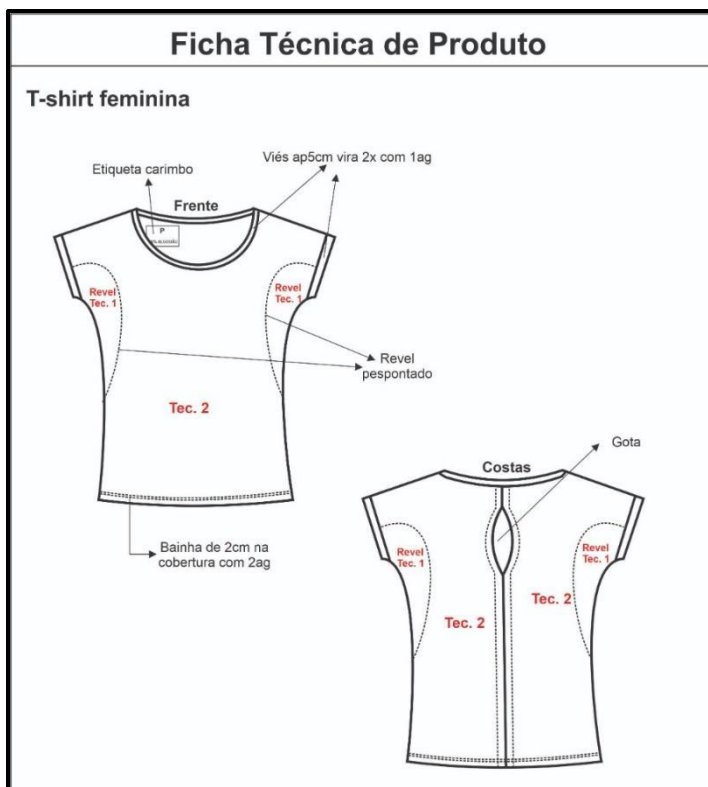 Ficha Técnica de Produto
T-shirt feminina
Viés ap5cm vira 2x com 1ag
Etiqueta carimbo
Frente
P
Revel
Tec. 1
Revel
Tec. 1
Revel
pespontado
Tec. 2
Bainha de 2cm na
cobertura com 2ag
Gota
Costas
Revel
Tec. 1
Revel
Tec. 1
Tec. 2
Tec. 2